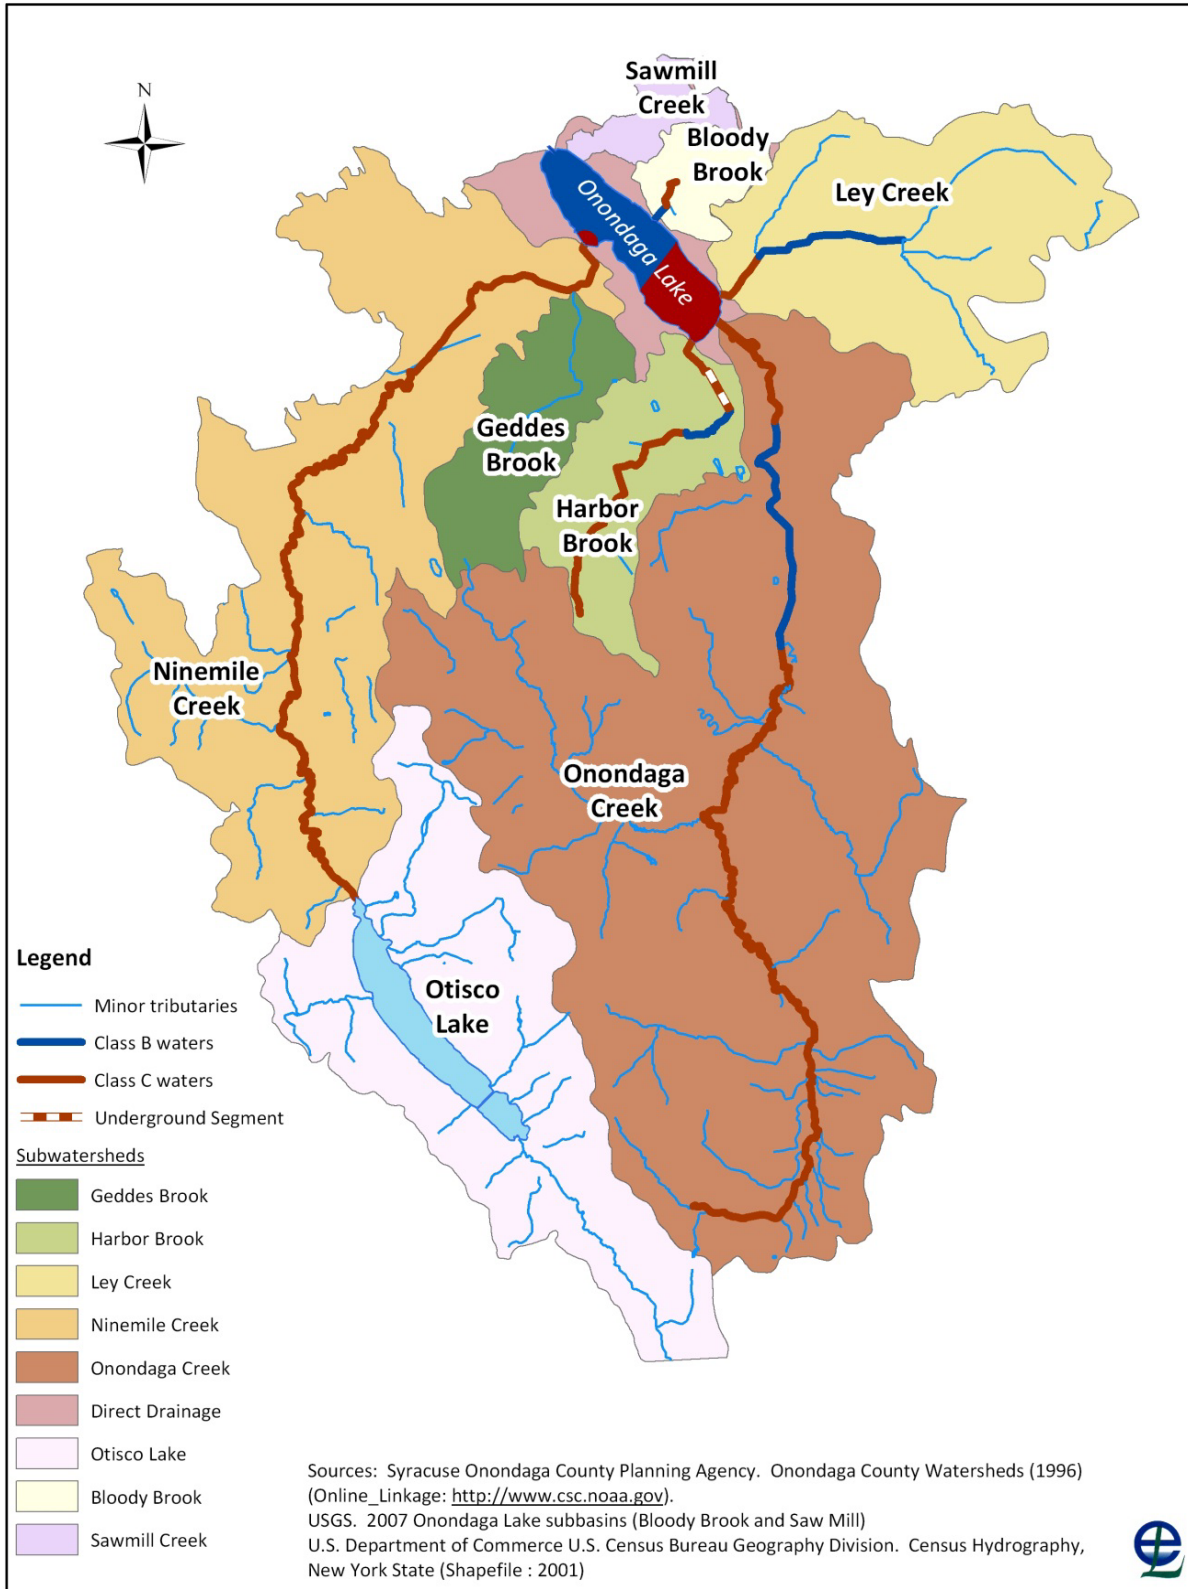 N
Sawmill
Creek
Bloody
Brook
Ley Creek
Onondaga Lake
Geddes
Brook
Harbor
Brook
Ninemile
Creek
Onondaga
Creek
Otisco
Lake
Legend
Minor tributaries
Class B waters
Class C waters
Underground Segment
Subwatersheds
Geddes Brook
Harbor Brook
Ley Creek
Ninemile Creek
Onondaga Creek
Direct Drainage
Otisco Lake
Bloody Brook
Sawmill Creek
Sources: Syracuse Onondaga County Planning Agency. Onondaga County Watersheds (1996)
(Online_Linkage: http://www.csc.noaa.gov).
USGS. 2007 Onondaga Lake subbasins (Bloody Brook and Saw Mill)
U.S. Department of Commerce U.S. Census Bureau Geography Division. Census Hydrography,
New York State (Shapefile : 2001)